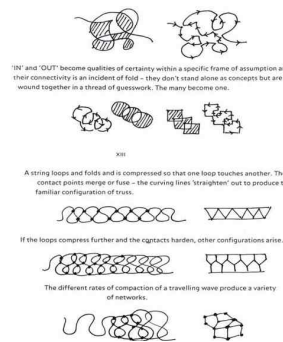 'IN' and 'OUT' become qualities of certainty within a specific frame of assumption a
their connectivity is an incident of fold – they don't stand alone as concepts but are
wound together in a thread of guesswork. The many become one.
XIII
A string loops and folds and is compressed so that one loop touches another. Th
contact points merge or fuse – the curving lines 'straighten' out to produce t
familiar configuration of truss.
If the loops compress further and the contacts harden, other configurations arise.
The different rates of compaction of a travelling wave produce a variety
of networks.